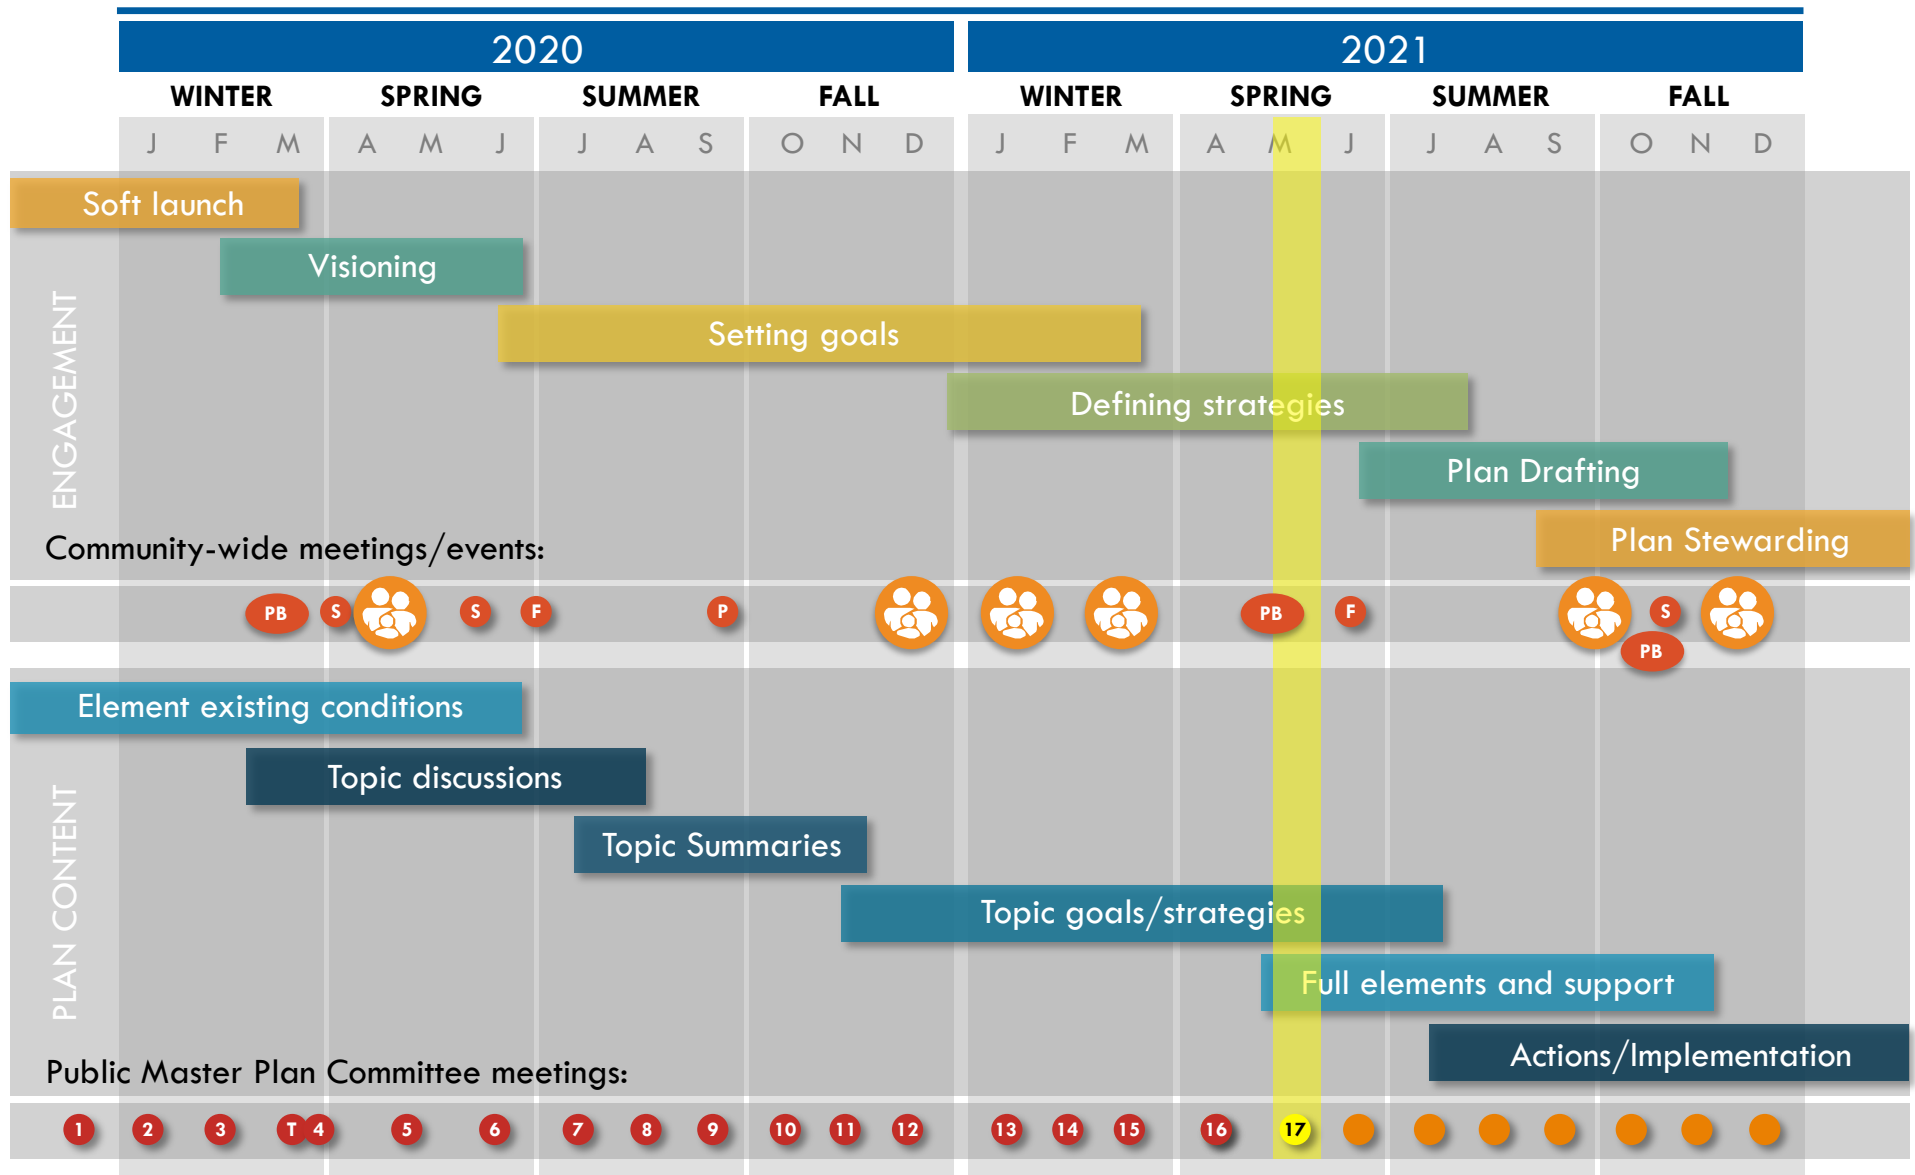 2020 2021
WINTER SPRING SUMMER FALL WINTER SPRING SUMMER FALL
J F M A M J J A S O N D J F M A M J J A S O N D
ENGAGEMENT
Soft launch
Visioning
Setting goals
Defining strategies
Plan Drafting
Plan Stewarding
Community-wide meetings/events:
PB S S F P PB F S
PB
PLAN CONTENT
Element existing conditions
Topic discussions
Topic Summaries
Topic goals/strategies
Full elements and support
Actions/Implementation
Public Master Plan Committee meetings:
1 2 3 T 4 5 6 7 8 9 10 11 12 13 14 15 16 17